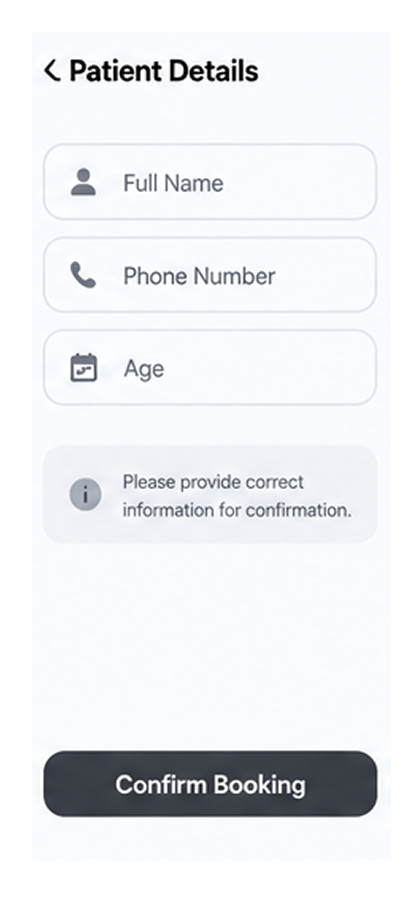 Patient Details
Full Name
Phone Number
Age
Please provide correct
information for confirmation.
Confirm Booking